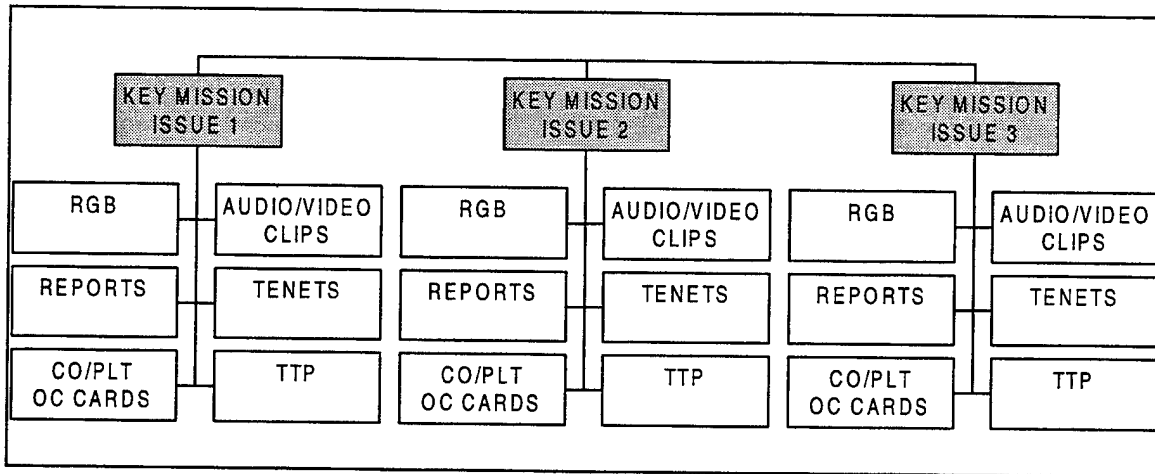 KEY MISSION
ISSUE 1
KEY MISSION
ISSUE 2
KEY MISSION
ISSUE 3
RGB
AUDIO/VIDEO
CLIPS
REPORTS
TENETS
CO/PLT
OC CARDS
TTP
RGB
AUDIO/VIDEO
CLIPS
REPORTS
TENETS
CO/PLT
OC CARDS
TTP
RGB
AUDIO/VIDEO
CLIPS
REPORTS
TENETS
CO/PLT
OC CARDS
TTP